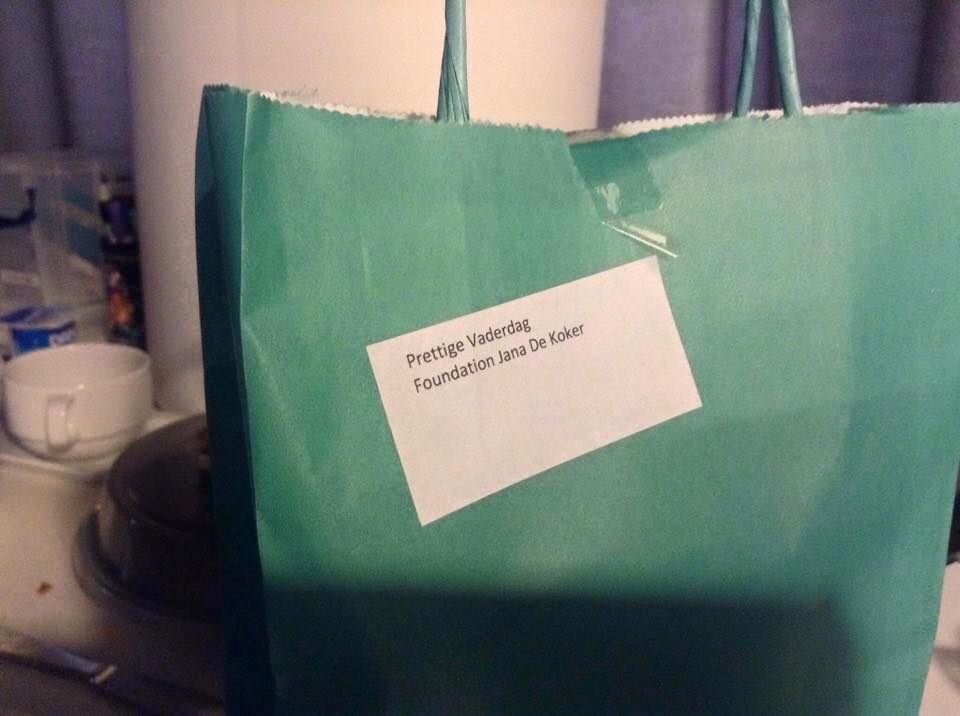 Prettige Vaderdag
Foundation Jana De Koker